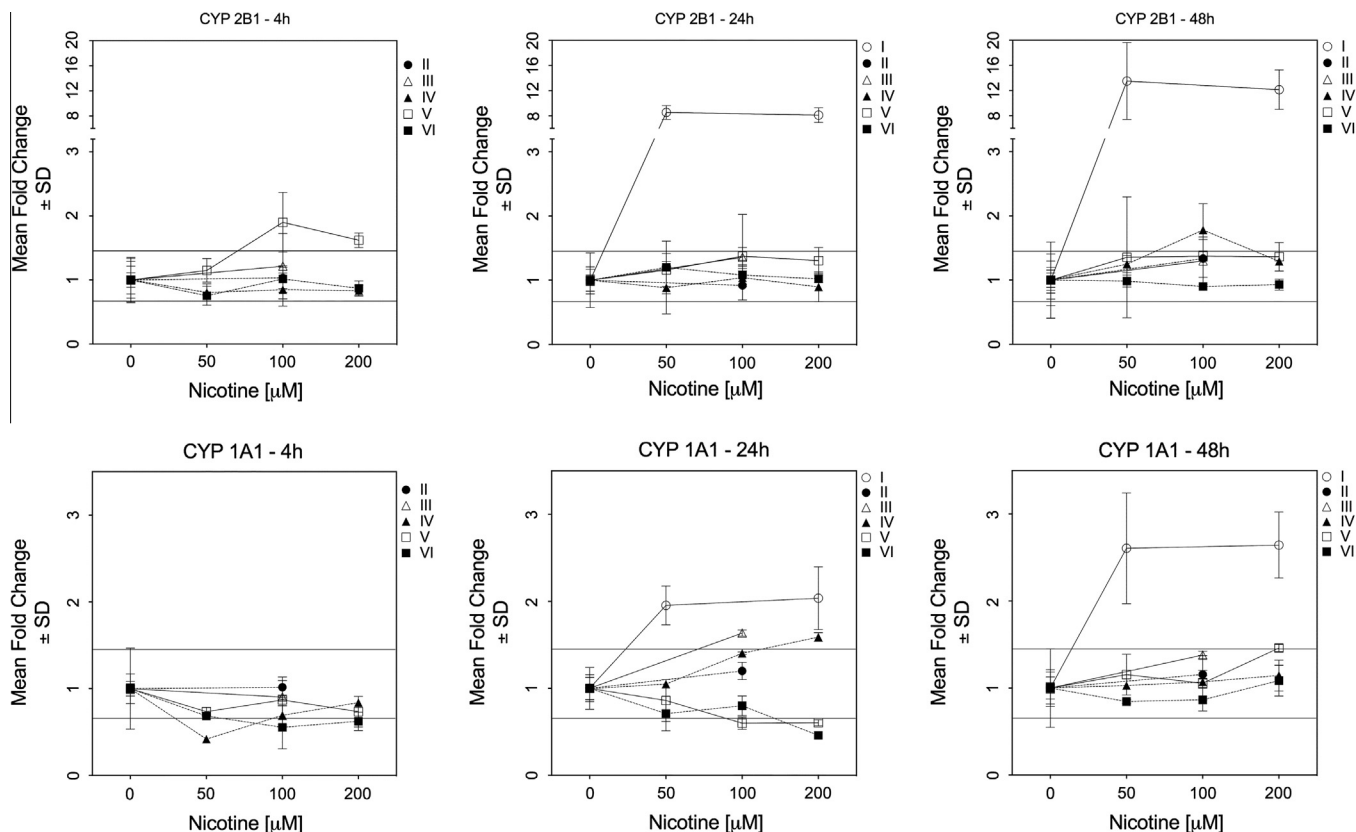 CYP 2B1 - 4h
20
16
12
8
3
2
1
0
Mean Fold Change
± SD
II
III
IV
V
VI
0 50 100 200
Nicotine [μM]
CYP 2B1 - 24h
20
16
12
8
3
2
1
0
Mean Fold Change
± SD
I
II
III
IV
V
VI
0 50 100 200
Nicotine [μM]
CYP 2B1 - 48h
20
16
12
8
3
2
1
0
Mean Fold Change
± SD
I
II
III
IV
V
VI
0 50 100 200
Nicotine [μM]
CYP 1A1 - 4h
3
2
1
0
Mean Fold Change
± SD
II
III
IV
V
VI
0 50 100 200
Nicotine [μM]
CYP 1A1 - 24h
3
2
1
0
Mean Fold Change
± SD
I
II
III
IV
V
VI
0 50 100 200
Nicotine [μM]
CYP 1A1 - 48h
3
2
1
0
Mean Fold Change
± SD
I
II
III
IV
V
VI
0 50 100 200
Nicotine [μM]